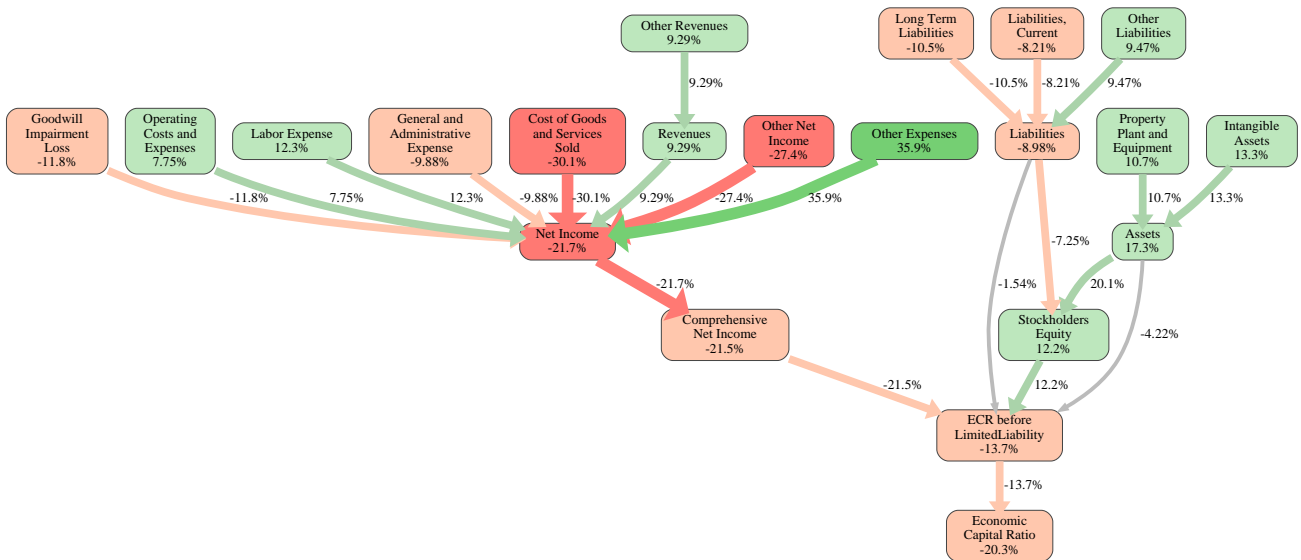 Other Revenues
9.29%
Long Term
Liabilities
-10.5%
Liabilities,
Current
-8.21%
Other
Liabilities
9.47%
9.29%
-10.5%
-8.21%
9.47%
Goodwill
Impairment
Loss
-11.8%
Operating
Costs and
Expenses
7.75%
Labor Expense
12.3%
General and
Administrative
Expense
-9.88%
Cost of Goods
and Services
Sold
-30.1%
Revenues
9.29%
Other Net
Income
-27.4%
Other Expenses
35.9%
Liabilities
-8.98%
Property
Plant and
Equipment
10.7%
Intangible
Assets
13.3%
-11.8%
7.75%
12.3%
-9.88%
-30.1%
9.29%
-27.4%
35.9%
10.7%
13.3%
Net Income
-21.7%
-7.25%
Assets
17.3%
-21.7%
-1.54%
20.1%
Comprehensive
Net Income
-21.5%
Stockholders
Equity
12.2%
-4.22%
-21.5%
12.2%
ECR before
LimitedLiability
-13.7%
-13.7%
Economic
Capital Ratio
-20.3%